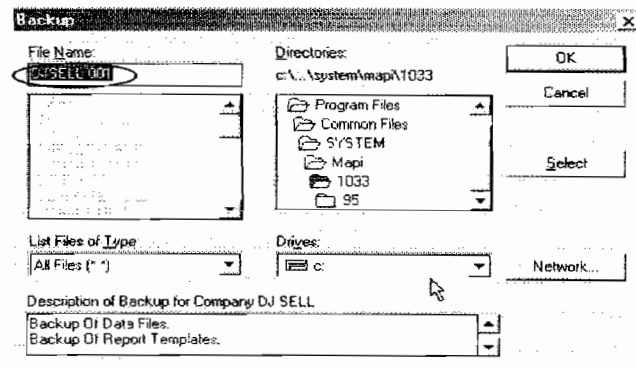 Backup
File Name:
DJSELL.001
Directories:
c:\...\system\mapi\1033
OK
Cancel
Program Files
Common Files
SYSTEM
Mapi
1033
95
Select
List Files of Type
All Files (*.*)
Drives:
c:
Network...
Description of Backup for Company DJ SELL
Backup Of Data Files.
Backup Of Report Templates.